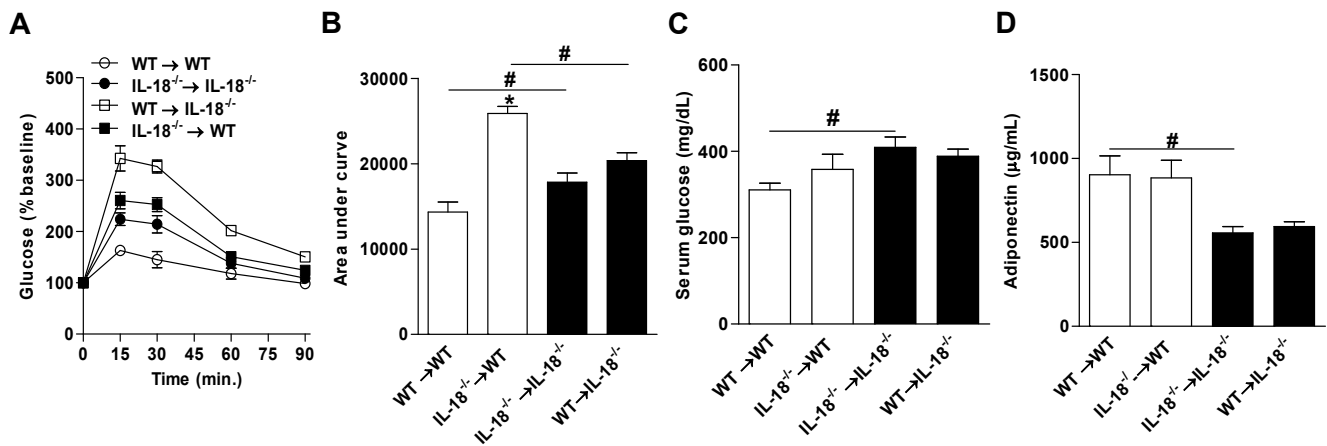 A
WT → WT
IL-18-/- → IL-18-/-
WT → IL-18-/-
IL-18-/- → WT
Glucose (%baseline)
500
400
300
200
100
0
0 15 30 45 60 75 90
Time (min.)
B
Area under curve
30000
20000
10000
0
#
#
*
WT →WT
IL-18-/- →WT
IL-18-/- →IL-18-/-
WT→IL-18-/-
C
Serum glucose (mg/dL)
600
400
200
0
#
WT →WT
IL-18-/- →WT
IL-18-/- →IL-18-/-
WT→IL-18-/-
D
Adiponectin (µg/mL)
1500
1000
500
0
#
WT →WT
IL-18-/- →WT
IL-18-/- →IL-18-/-
WT→IL-18-/-